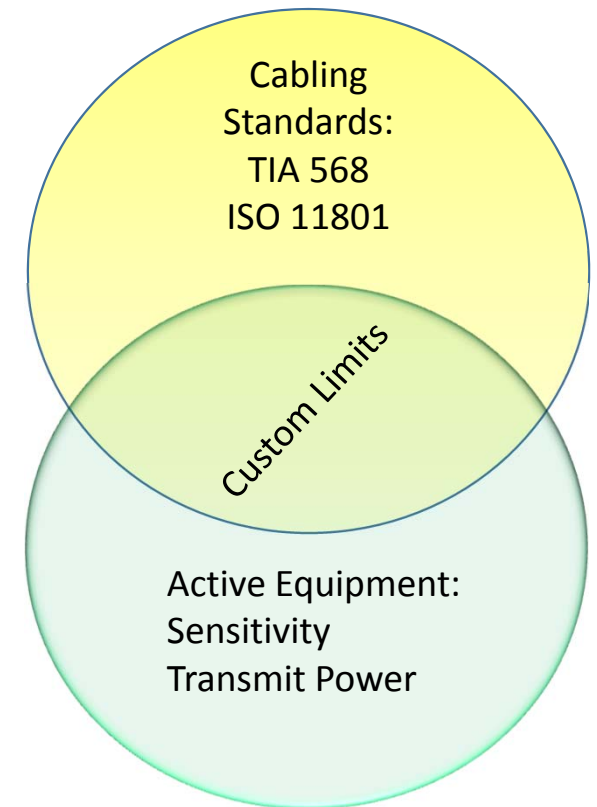 Cabling
Standards:
TIA 568
ISO 11801
Custom Limits
Active Equipment:
Sensitivity
Transmit Power